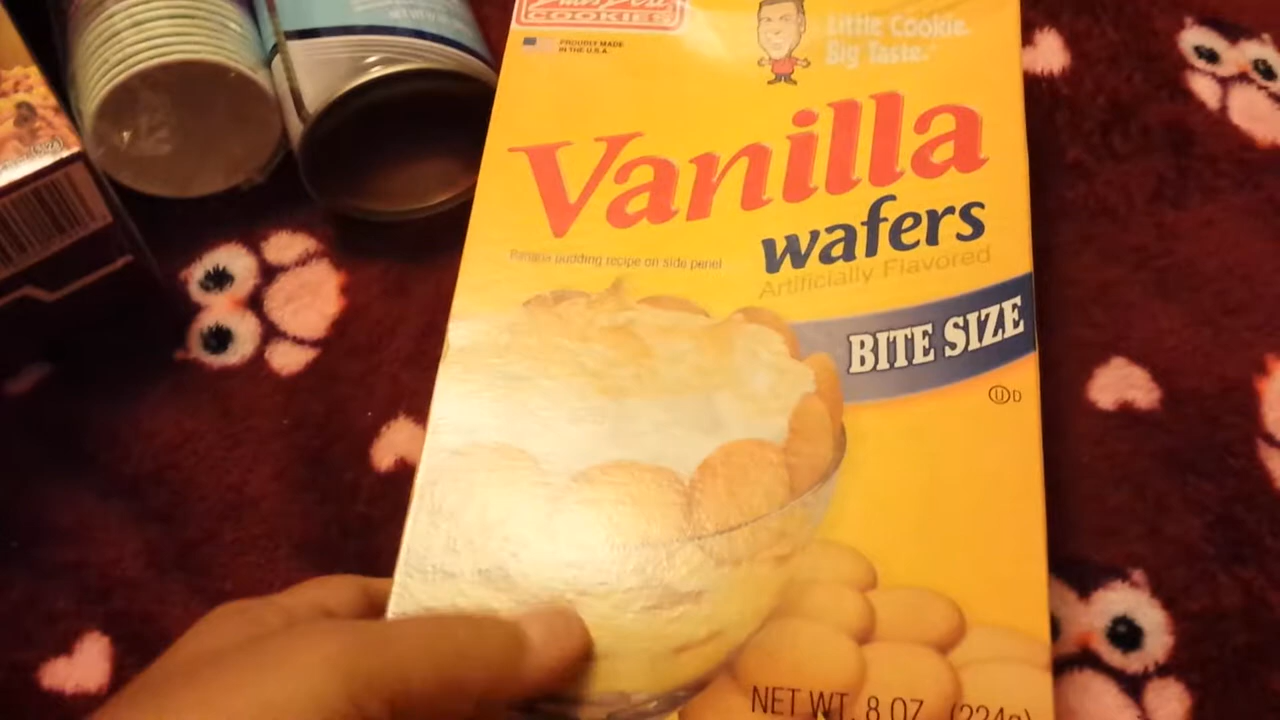 COOKIES
PROUDLY MADE
IN THE U.S.A.
Little Cookie.
Big Taste.
Vanilla
wafers
Banana pudding recipe on side panel
Artificially Flavored
BITE SIZE
U D
NET WT. 8 OZ. (224g)